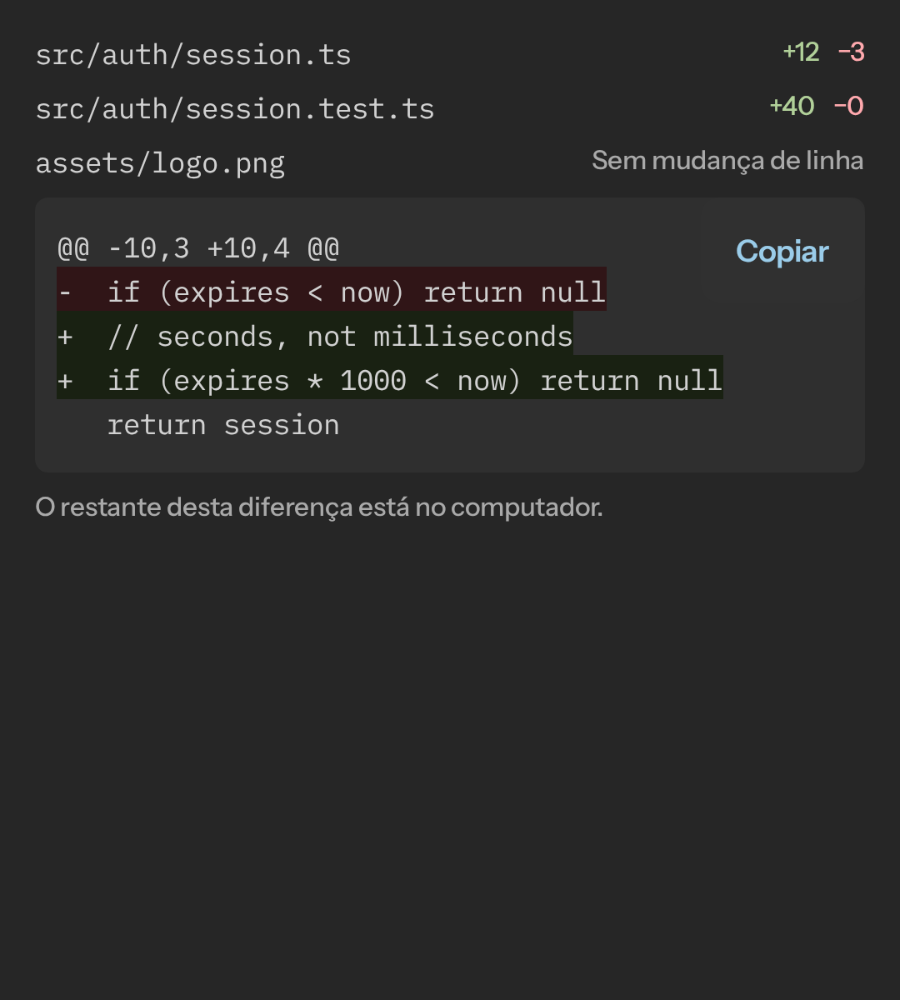 src/auth/session.ts +12 −3
src/auth/session.test.ts +40 −0
assets/logo.png Sem mudança de linha
@@ -10,3 +10,4 @@ Copiar
-  if (expires < now) return null
+  // seconds, not milliseconds
+  if (expires * 1000 < now) return null
   return session
O restante desta diferença está no computador.